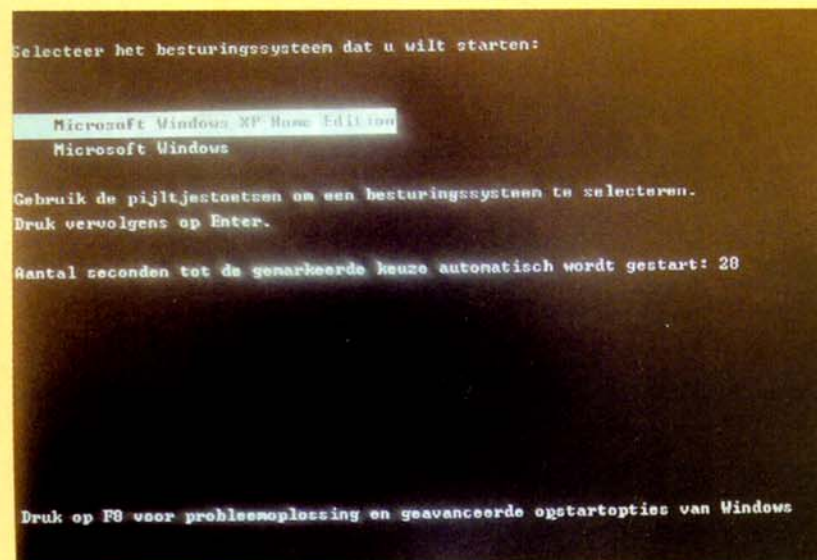 Selecteer het besturingssysteem dat u wilt starten:
Microsoft Windows XP Home Edition
Microsoft Windows
Gebruik de pijltjestoetsen om een besturingssysteem te selecteren.
Druk vervolgens op Enter.
Aantal seconden tot de gemarkeerde keuze automatisch wordt gestart: 28
Druk op F8 voor probleemoplossing en geavanceerde opstartopties van Windows